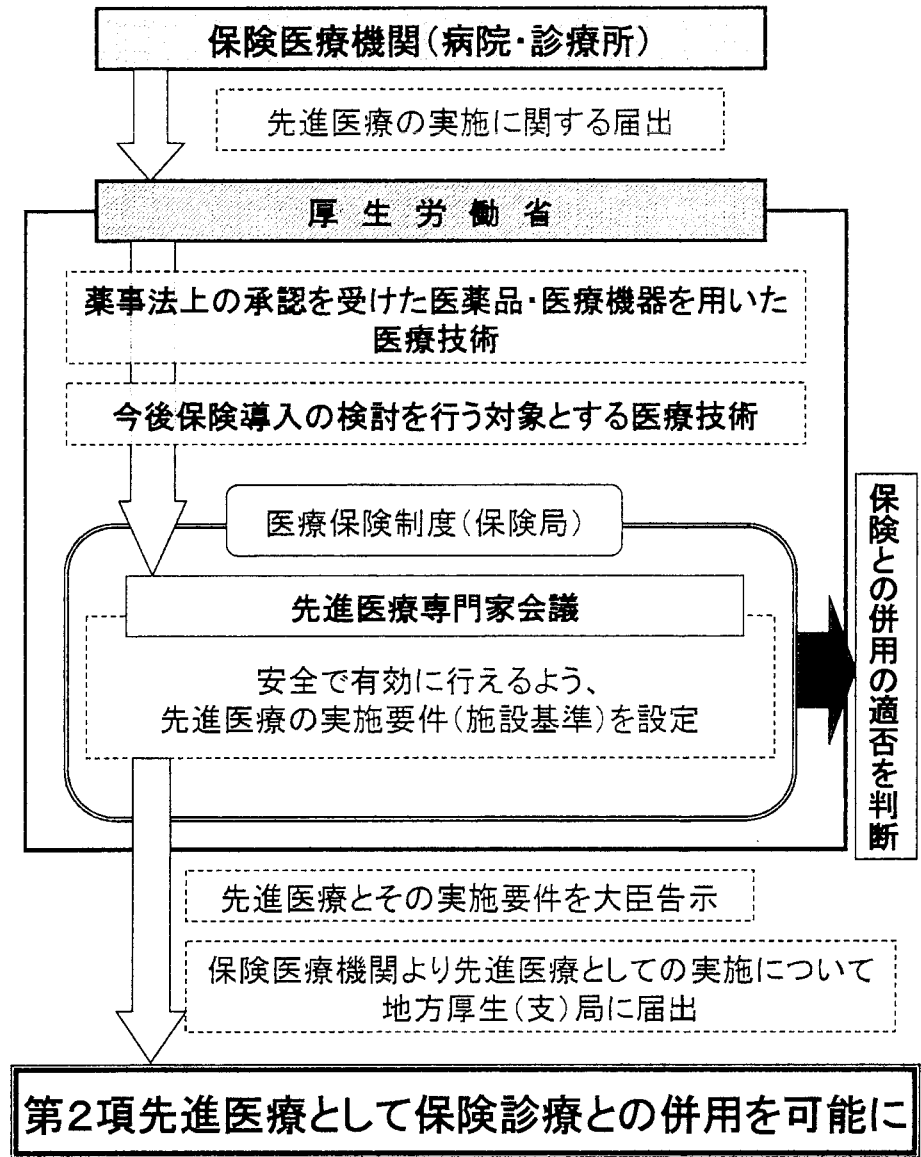 保険医療機関(病院・診療所)
先進医療の実施に関する届出
厚生労働省
薬事法上の承認を受けた医薬品・医療機器を用いた
医療技術
今後保険導入の検討を行う対象とする医療技術
医療保険制度(保険局)
先進医療専門家会議
安全で有効に行えるよう、
先進医療の実施要件(施設基準)を設定
保険との併用の適否を判断
先進医療とその実施要件を大臣告示
保険医療機関より先進医療としての実施について
地方厚生(支)局に届出
第2項先進医療として保険診療との併用を可能に